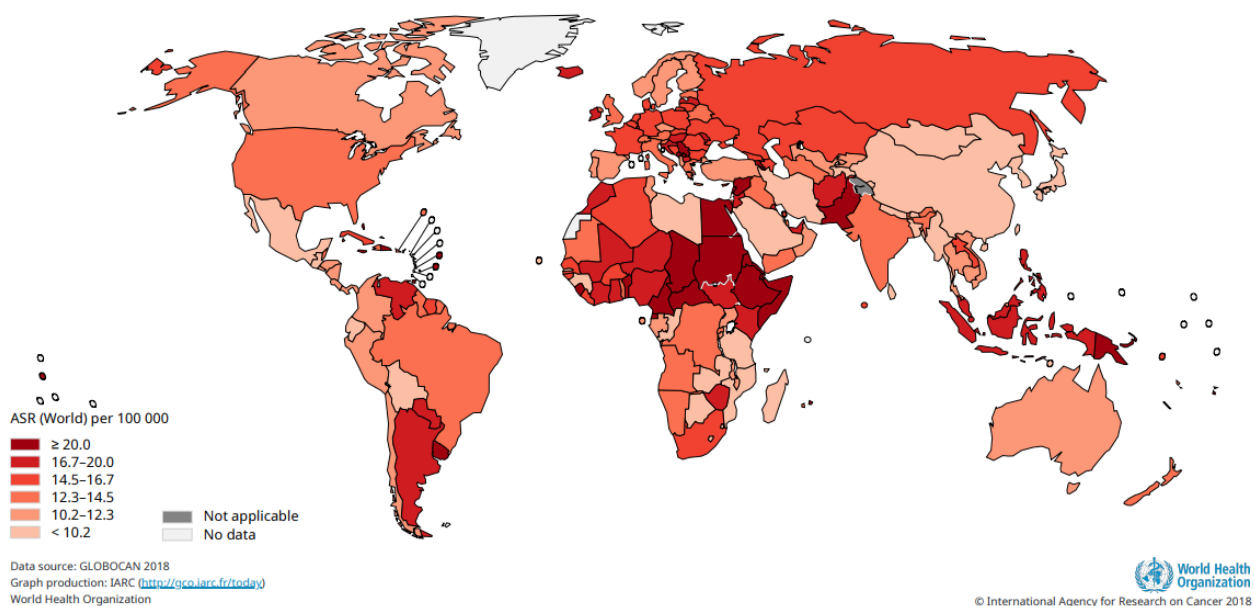 ASR (World) per 100 000
≥ 20.0
16.7–20.0
14.5–16.7
12.3–14.5
10.2–12.3
< 10.2
Not applicable
No data
Data source: GLOBOCAN 2018
Graph production: IARC (http://gco.iarc.fr/today)
World Health Organization
World Health
Organization
© International Agency for Research on Cancer 2018